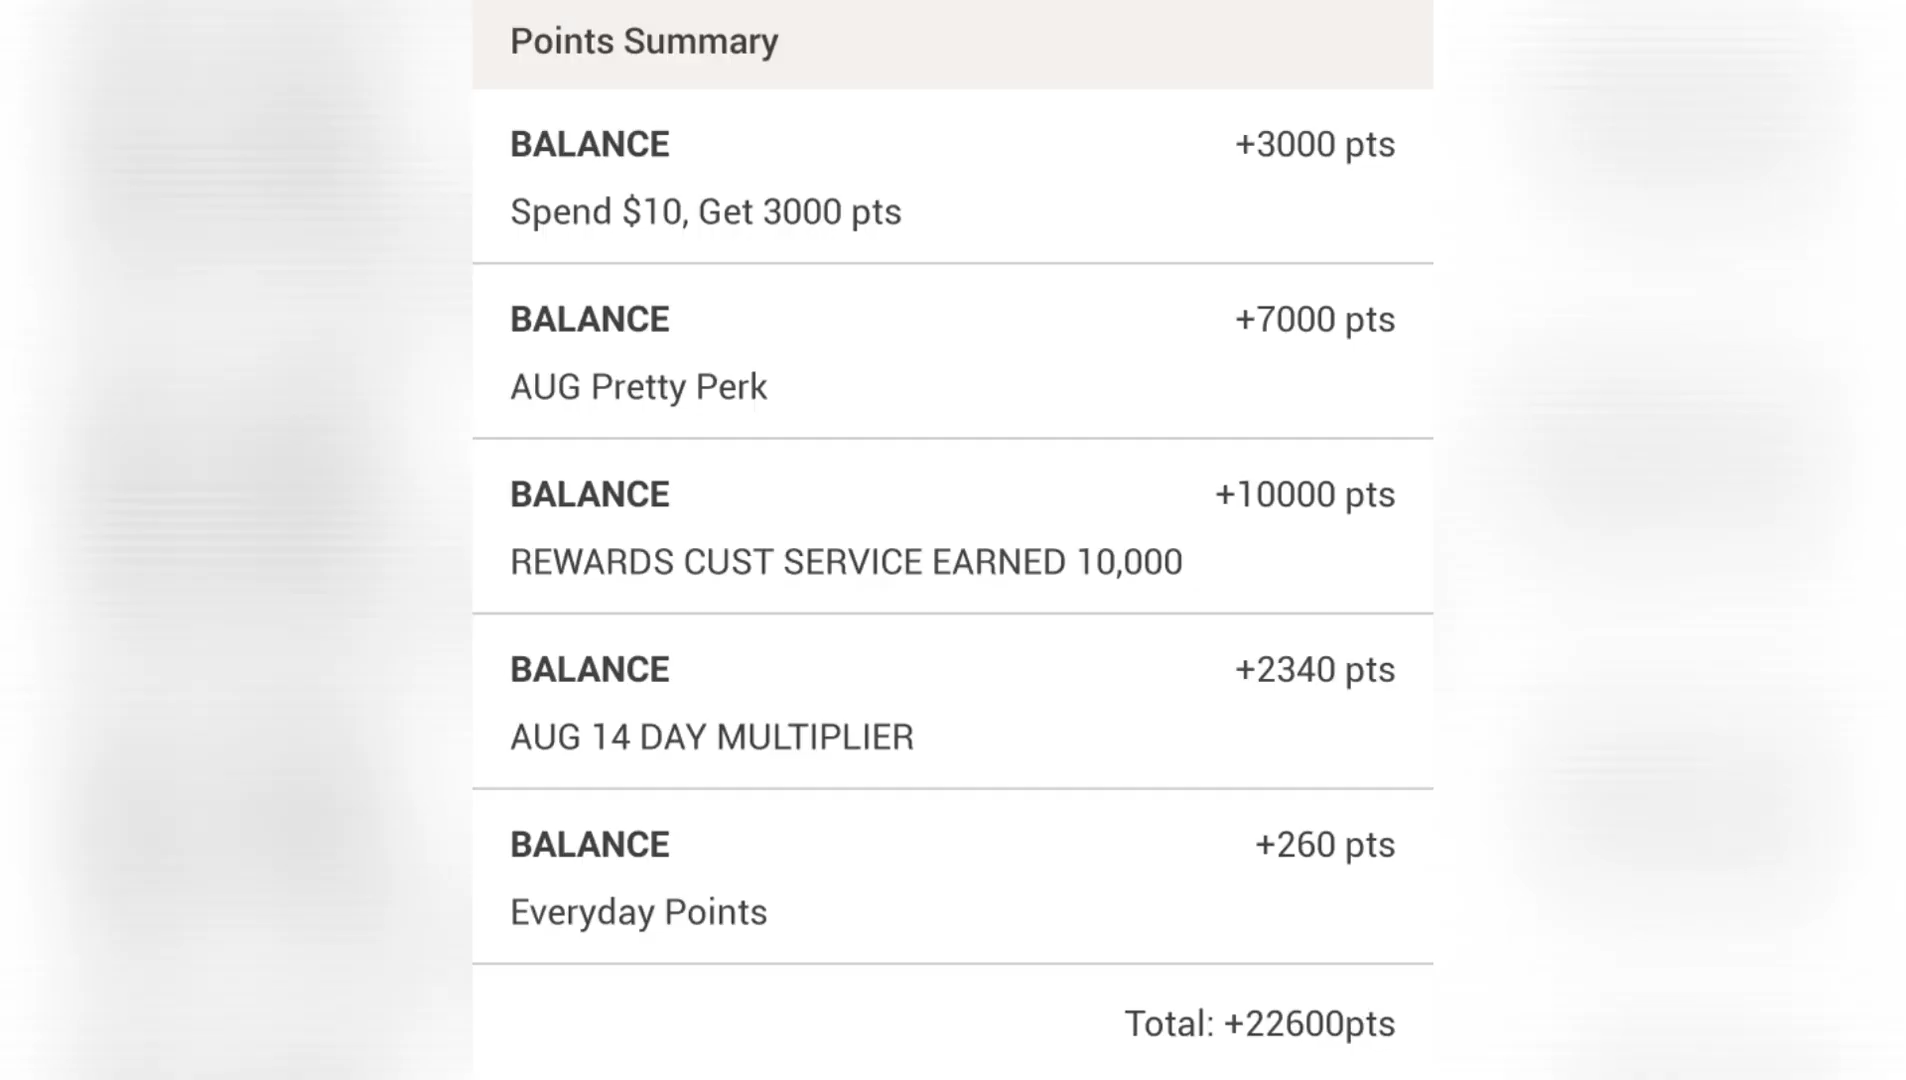 Points Summary
BALANCE +3000 pts
Spend $10, Get 3000 pts
BALANCE +7000 pts
AUG Pretty Perk
BALANCE +10000 pts
REWARDS CUST SERVICE EARNED 10,000
BALANCE +2340 pts
AUG 14 DAY MULTIPLIER
BALANCE +260 pts
Everyday Points
Total: +22600pts